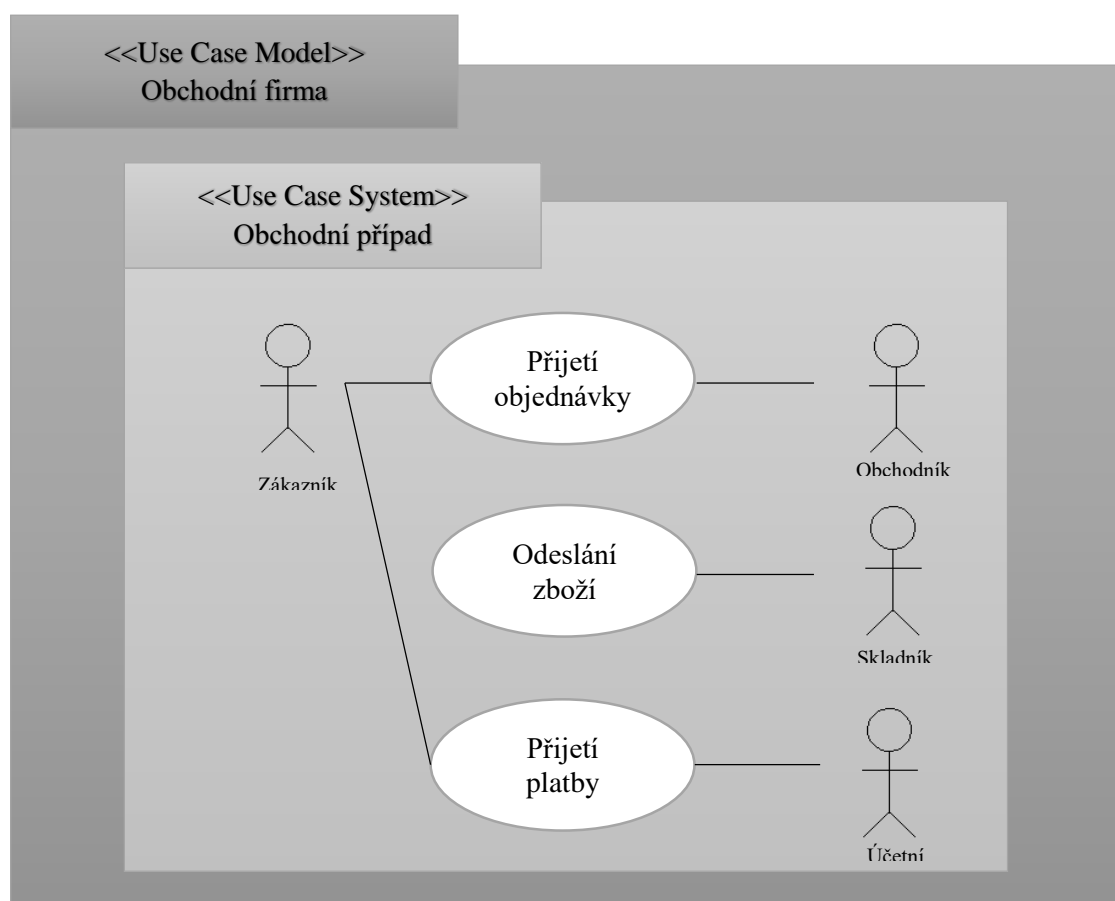 <<Use Case Model>>
Obchodní firma
<<Use Case System>>
Obchodní případ
Přijetí
objednávky
Zákazník
Obchodník
Odeslání
zboží
Skladník
Přijetí
platby
Účetní